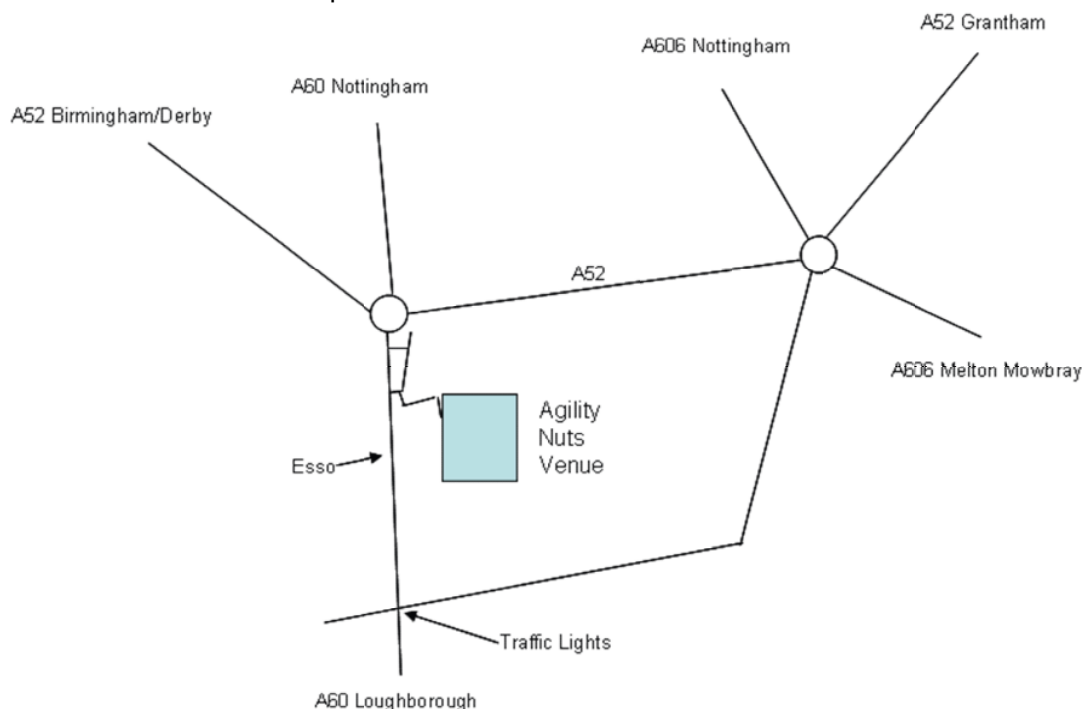 A52 Grantham
A606 Nottingham
A60 Nottingham
A52 Birmingham/Derby
A52
A606 Melton Mowbray
Agility
Nuts
Venue
Esso
Traffic Lights
A60 Loughborough